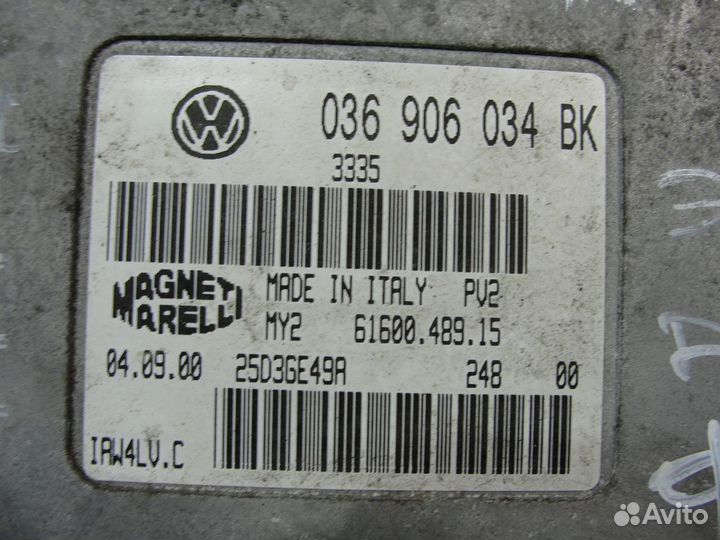 036 906 034 BK
3335
MAGNETI MARELLI
MADE IN ITALY PV2
MY2 61600.489.15
04.09.00 25D3GE49A 248 00
IAW4LV.C
Avito